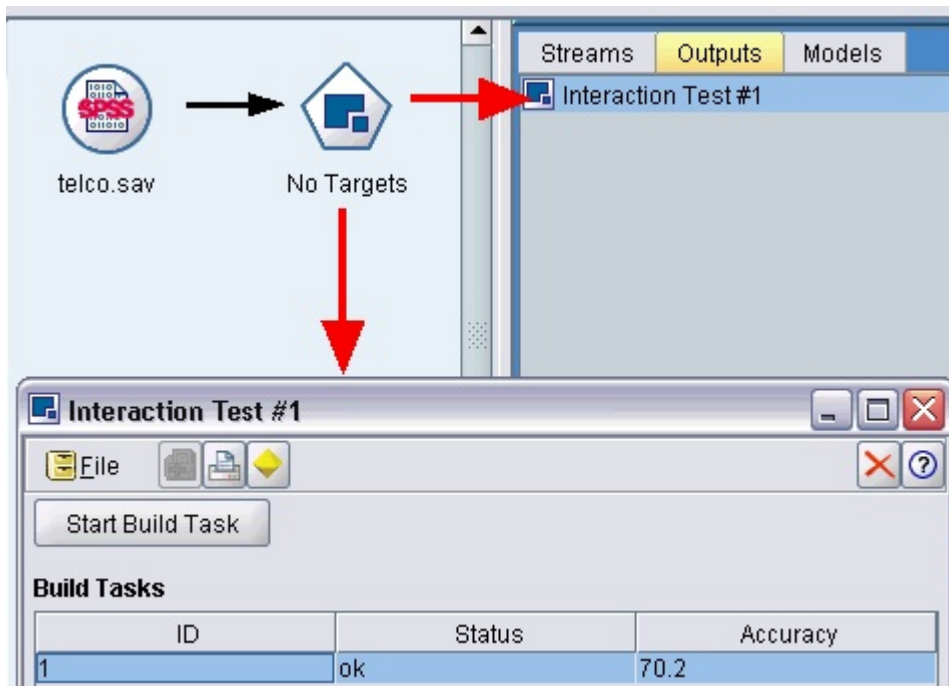 Streams Outputs Models
Interaction Test #1
SPSS
telco.sav
No Targets
Interaction Test #1
File
Start Build Task
Build Tasks
ID Status Accuracy
1 ok 70.2